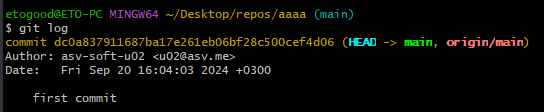 etogood@ETO-PC MINGW64 ~/Desktop/repos/aaaa (main)
$ git log
commit dc0a837911687ba17e261eb06bf28c500cef4d06 (HEAD -> main, origin/main)
Author: asv-soft-u02 <u02@asv.me>
Date:   Fri Sep 20 16:04:03 2024 +0300

    first commit